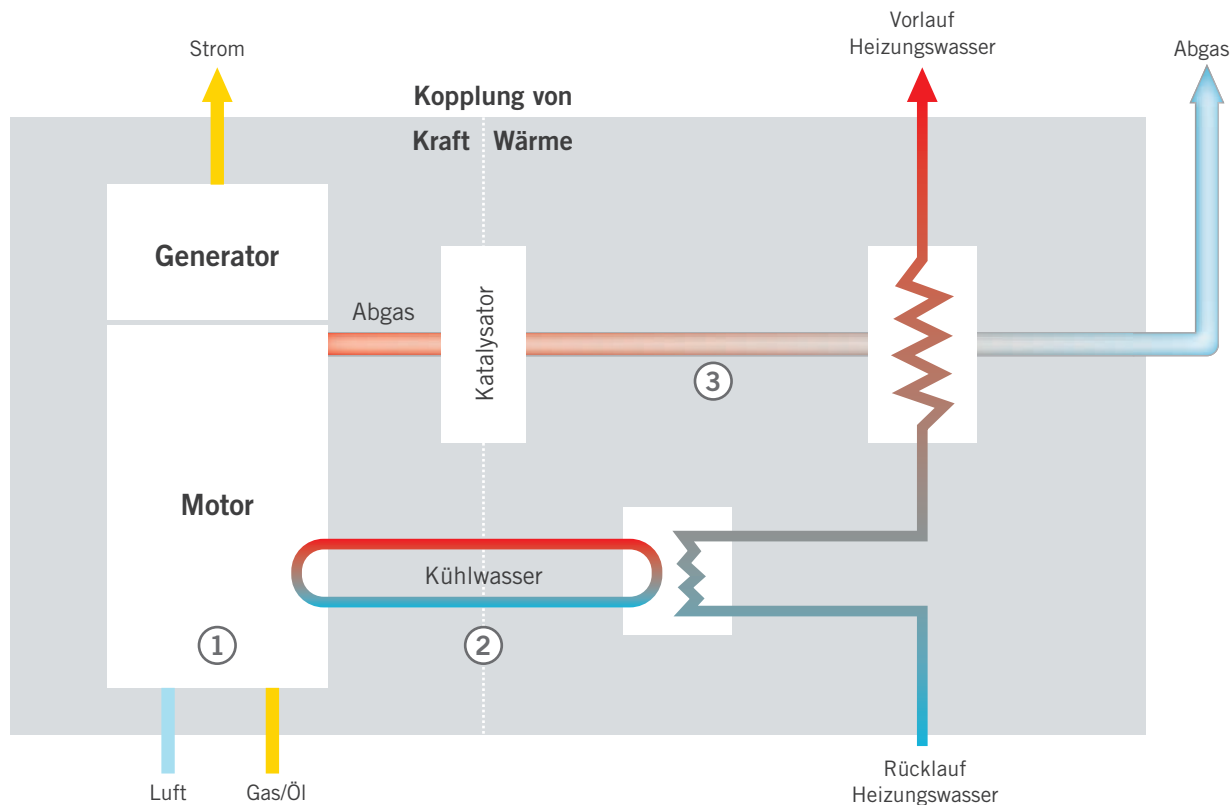 Vorlauf
Heizungswasser
Strom
Abgas
Kopplung von
Kraft Wärme
Generator
Abgas
Katalysator
3
Motor
Kühlwasser
1
2
Luft
Gas/Öl
Rücklauf
Heizungswasser